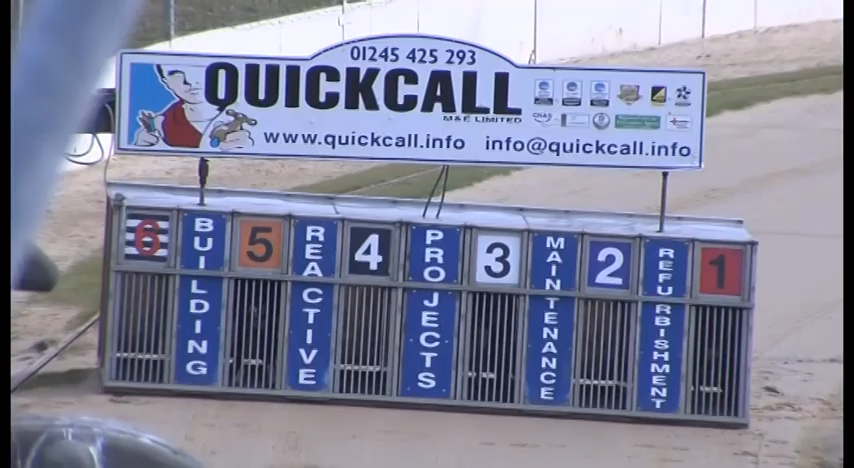 01245 425 293
QUICKCALL
M&E LIMITED
www.quickcall.info info@quickcall.info
CHAS
6 BUILDING 5 REACTIVE 4 PROJECTS 3 MAINTENANCE 2 REFURBISHMENT 1